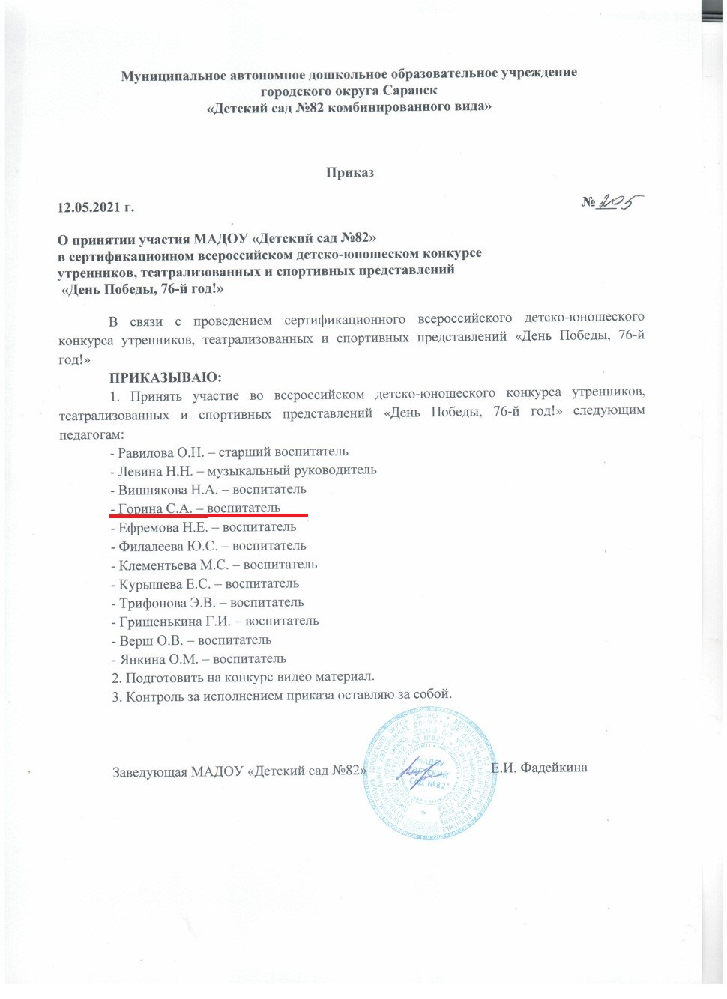 Муниципальное автономное дошкольное образовательное учреждение
городского округа Саранск
«Детский сад №82 комбинированного вида»
Приказ
12.05.2021 г.
№ 205
О принятии участия МАДОУ «Детский сад №82»
в сертификационном всероссийском детско-юношеском конкурсе
утренников, театрализованных и спортивных представлений
«День Победы, 76-й год!»
В связи с проведением сертификационного всероссийского детско-юношеского
конкурса утренников, театрализованных и спортивных представлений «День Победы, 76-й
год!»
ПРИКАЗЫВАЮ:
1. Принять участие во всероссийском детско-юношеского конкурса утренников,
театрализованных и спортивных представлений «День Победы, 76-й год!» следующим
педагогам:
- Равилова О.Н. – старший воспитатель
- Левина Н.Н. – музыкальный руководитель
- Вишнякова Н.А. – воспитатель
- Горина С.А. – воспитатель
- Ефремова Н.Е. – воспитатель
- Филалеева Ю.С. – воспитатель
- Клементьева М.С. – воспитатель
- Курышева Е.С. – воспитатель
- Трифонова Э.В. – воспитатель
- Гришенькина Г.И. – воспитатель
- Верш О.В. – воспитатель
- Янкина О.М. – воспитатель
2. Подготовить на конкурс видео материал.
3. Контроль за исполнением приказа оставляю за собой.
Заведующая МАДОУ «Детский сад №82»
Е.И. Фадейкина
МАДОУ
"ДЕТСКИЙ
САД №82"